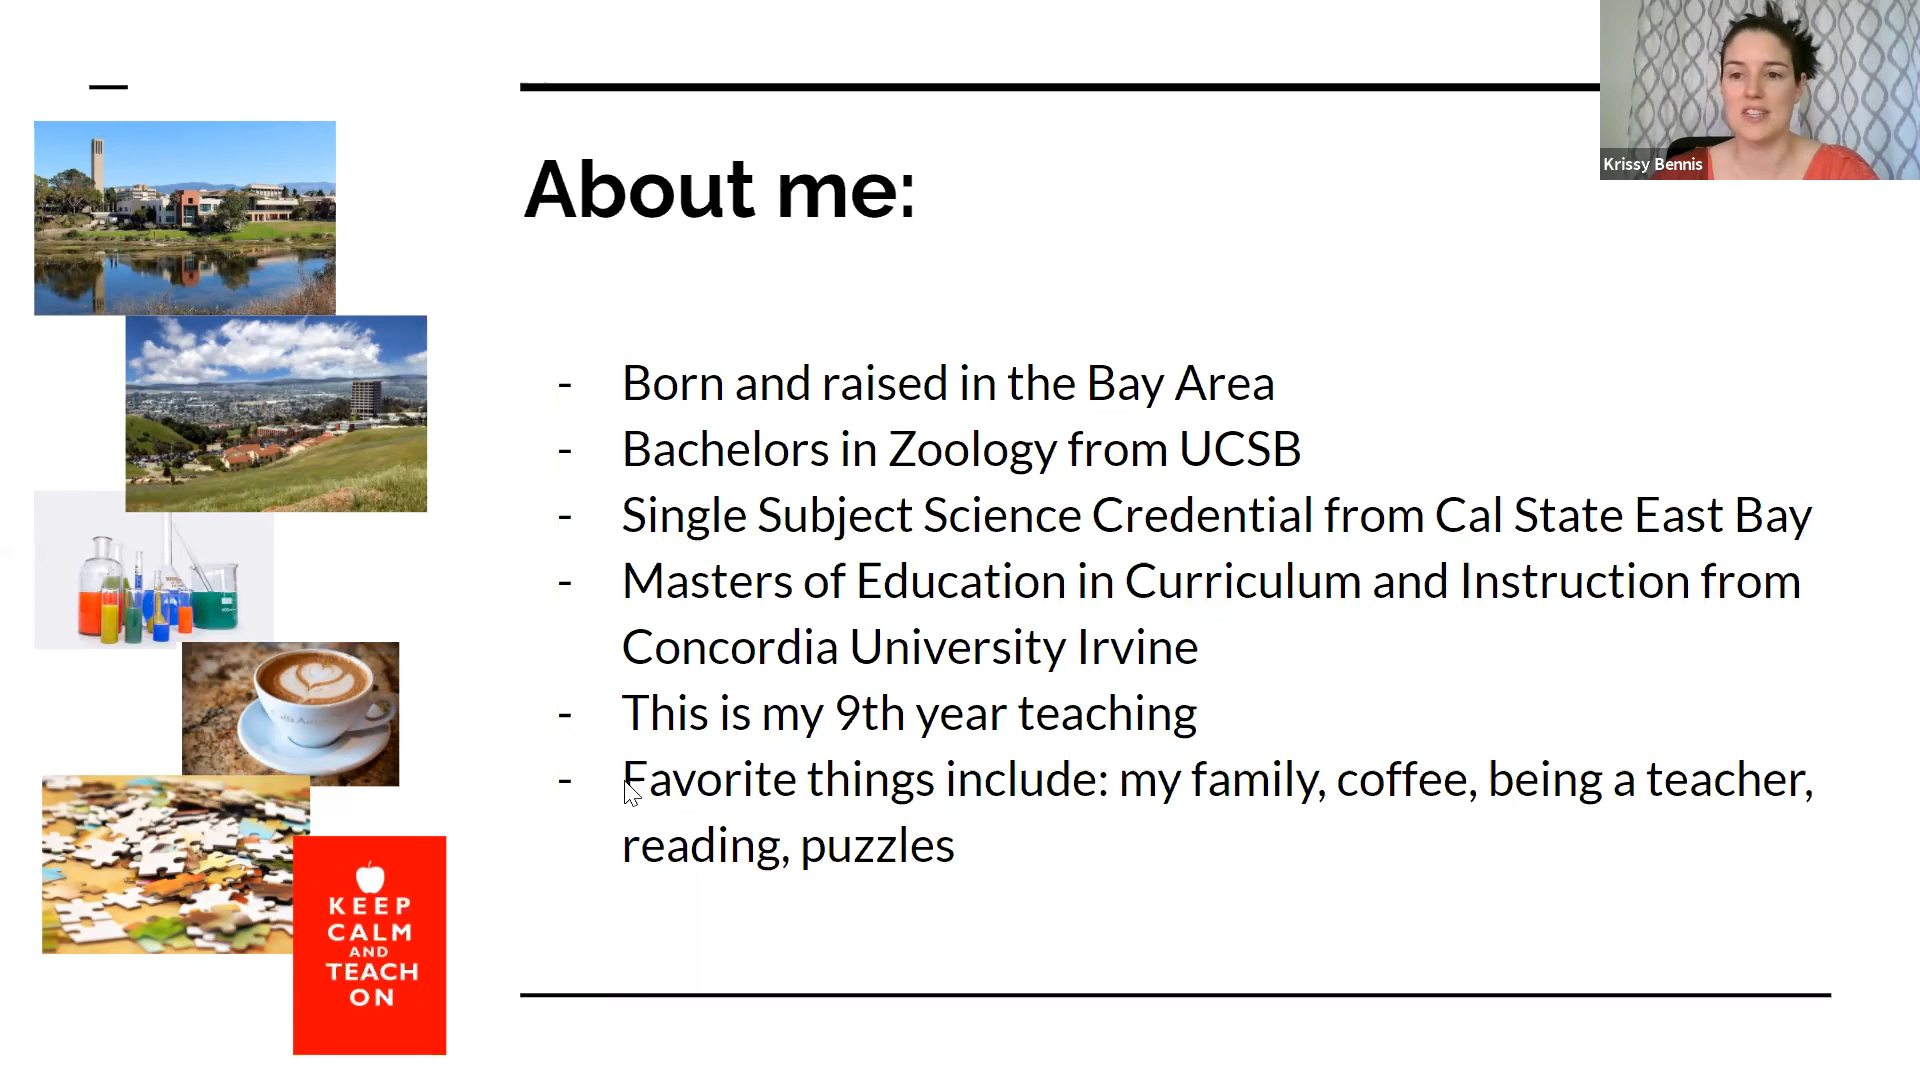 Krissy Bennis
About me:
- Born and raised in the Bay Area
- Bachelors in Zoology from UCSB
- Single Subject Science Credential from Cal State East Bay
- Masters of Education in Curriculum and Instruction from
Concordia University Irvine
- This is my 9th year teaching
- Favorite things include: my family, coffee, being a teacher,
reading, puzzles
KEEP
CALM
AND
TEACH
ON